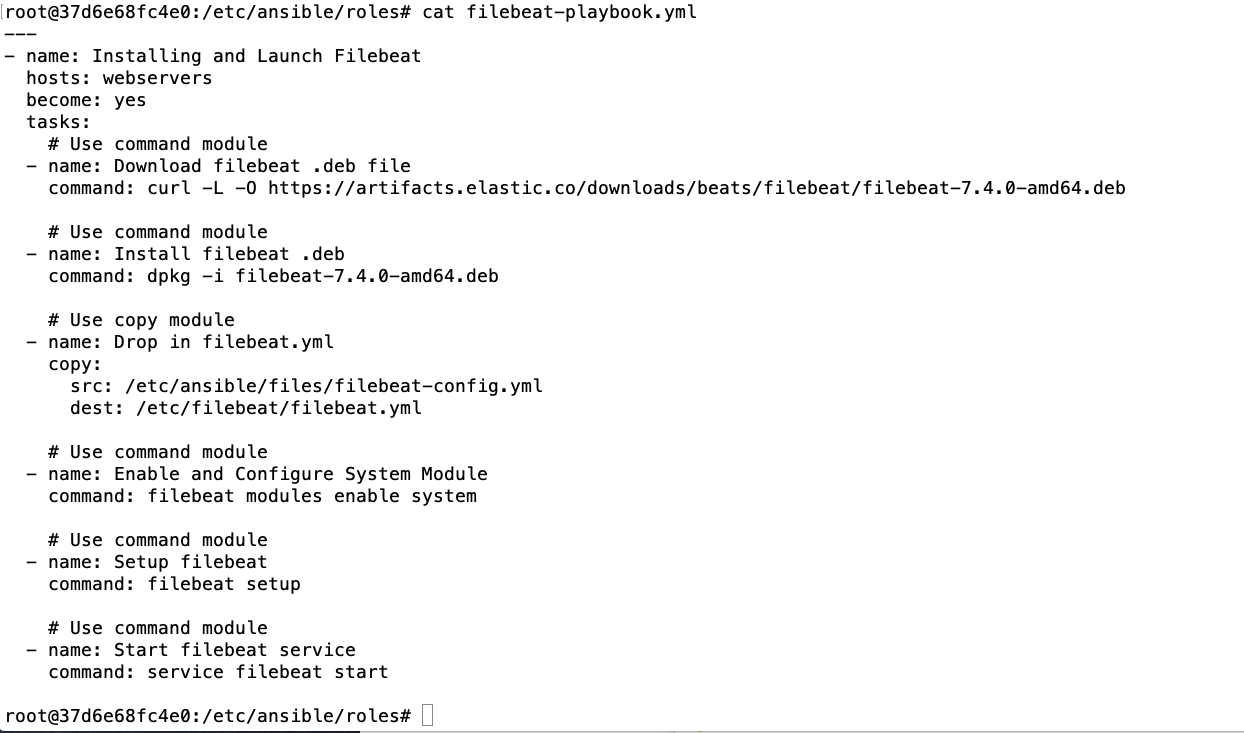 root@37d6e68fc4e0:/etc/ansible/roles# cat filebeat-playbook.yml
---
- name: Installing and Launch Filebeat
  hosts: webservers
  become: yes
  tasks:
    # Use command module
  - name: Download filebeat .deb file
    command: curl -L -O https://artifacts.elastic.co/downloads/beats/filebeat/filebeat-7.4.0-amd64.deb

    # Use command module
  - name: Install filebeat .deb
    command: dpkg -i filebeat-7.4.0-amd64.deb

    # Use copy module
  - name: Drop in filebeat.yml
    copy:
      src: /etc/ansible/files/filebeat-config.yml
      dest: /etc/filebeat/filebeat.yml

    # Use command module
  - name: Enable and Configure System Module
    command: filebeat modules enable system

    # Use command module
  - name: Setup filebeat
    command: filebeat setup

    # Use command module
  - name: Start filebeat service
    command: service filebeat start

root@37d6e68fc4e0:/etc/ansible/roles#